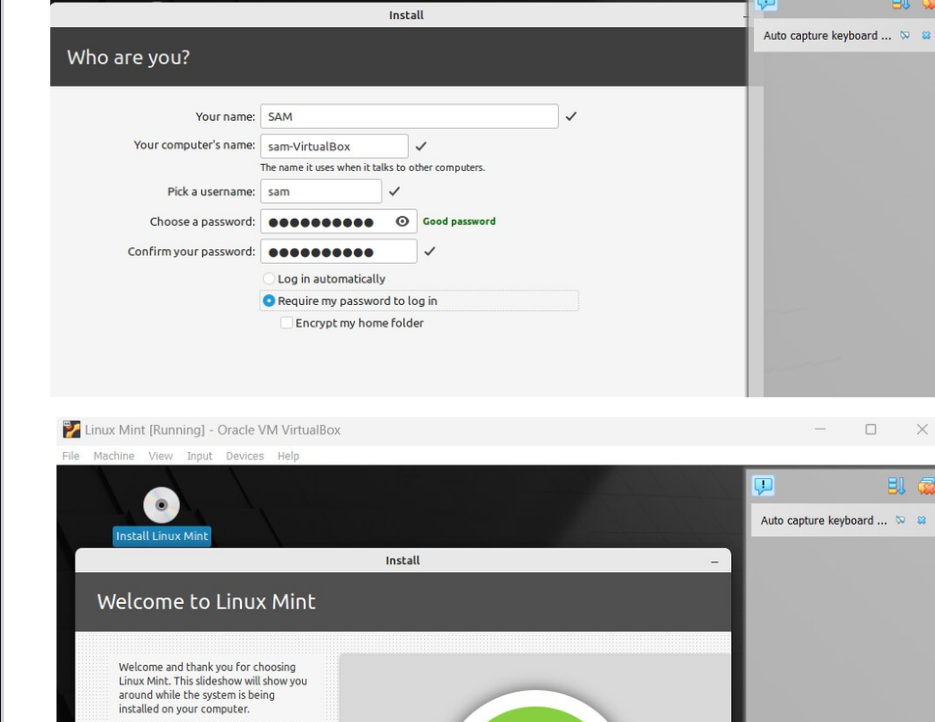 Install
Auto capture keyboard ...
Who are you?
Your name: SAM
Your computer's name: sam-VirtualBox
The name it uses when it talks to other computers.
Pick a username: sam
Choose a password: ●●●●●●●●●● Good password
Confirm your password: ●●●●●●●●●●
Log in automatically
Require my password to log in
Encrypt my home folder
Linux Mint [Running] - Oracle VM VirtualBox
File Machine View Input Devices Help
Install Linux Mint
Auto capture keyboard ...
Install
Welcome to Linux Mint
Welcome and thank you for choosing
Linux Mint. This slideshow will show you
around while the system is being
installed on your computer.